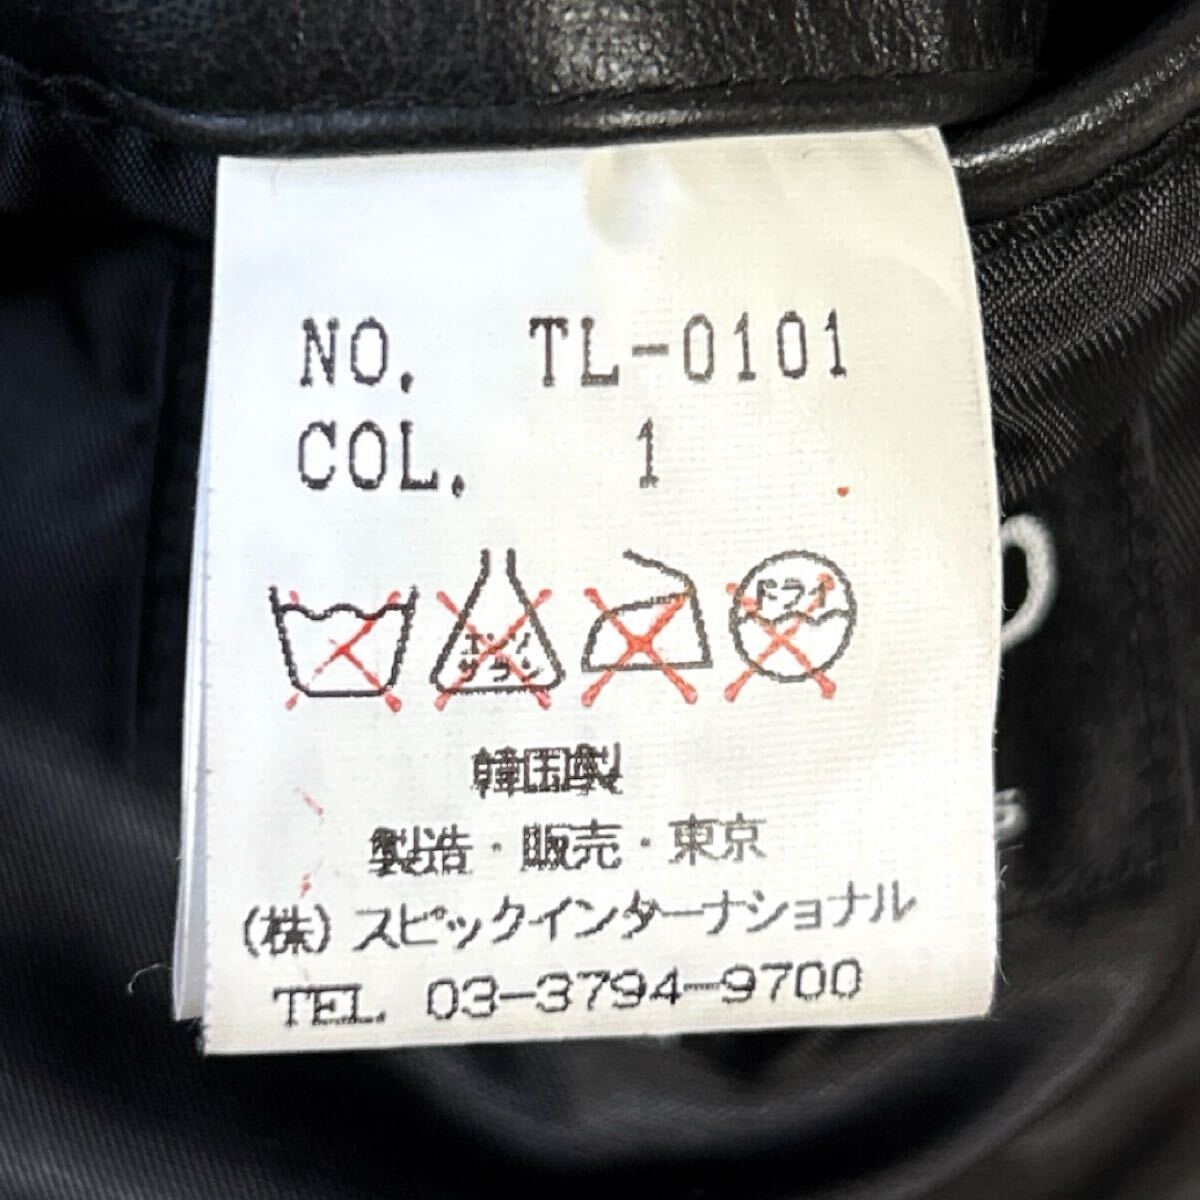 NO. TL-0101
COL. 1
エンソ ドライ
サラシ
韓国製
製造・販売・東京
(株)スピックインターナショナル
TEL. 03-3794-9700